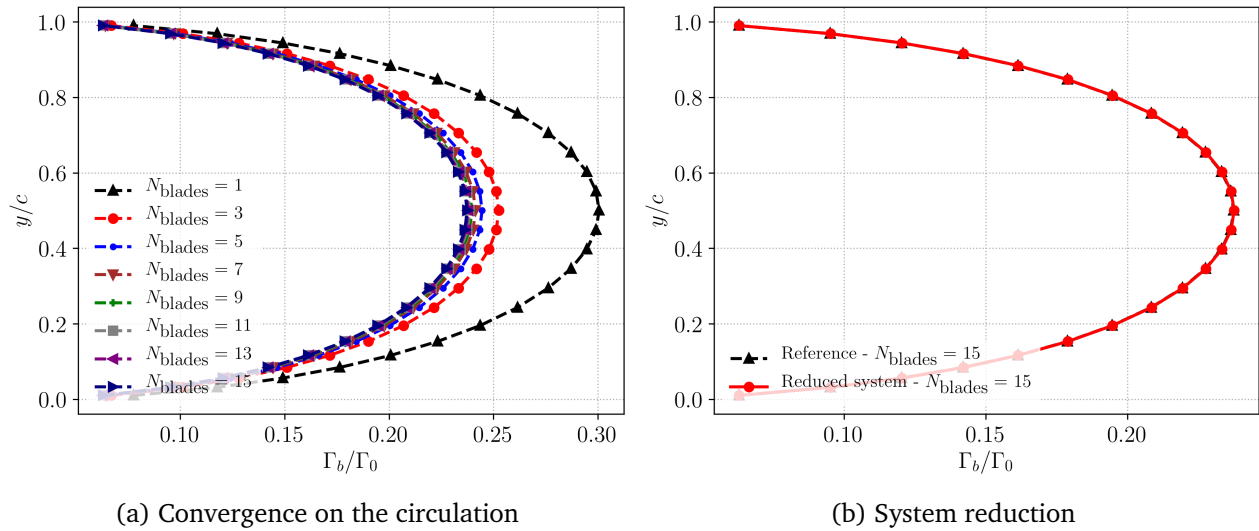 1.0
0.8
0.6
0.4
0.2
0.0
y/c
N_blades = 1
N_blades = 3
N_blades = 5
N_blades = 7
N_blades = 9
N_blades = 11
N_blades = 13
N_blades = 15
0.10 0.15 0.20 0.25 0.30
Γ_b/Γ_0
(a) Convergence on the circulation
1.0
0.8
0.6
0.4
0.2
0.0
y/c
Reference - N_blades = 15
Reduced system - N_blades = 15
0.10 0.15 0.20
Γ_b/Γ_0
(b) System reduction